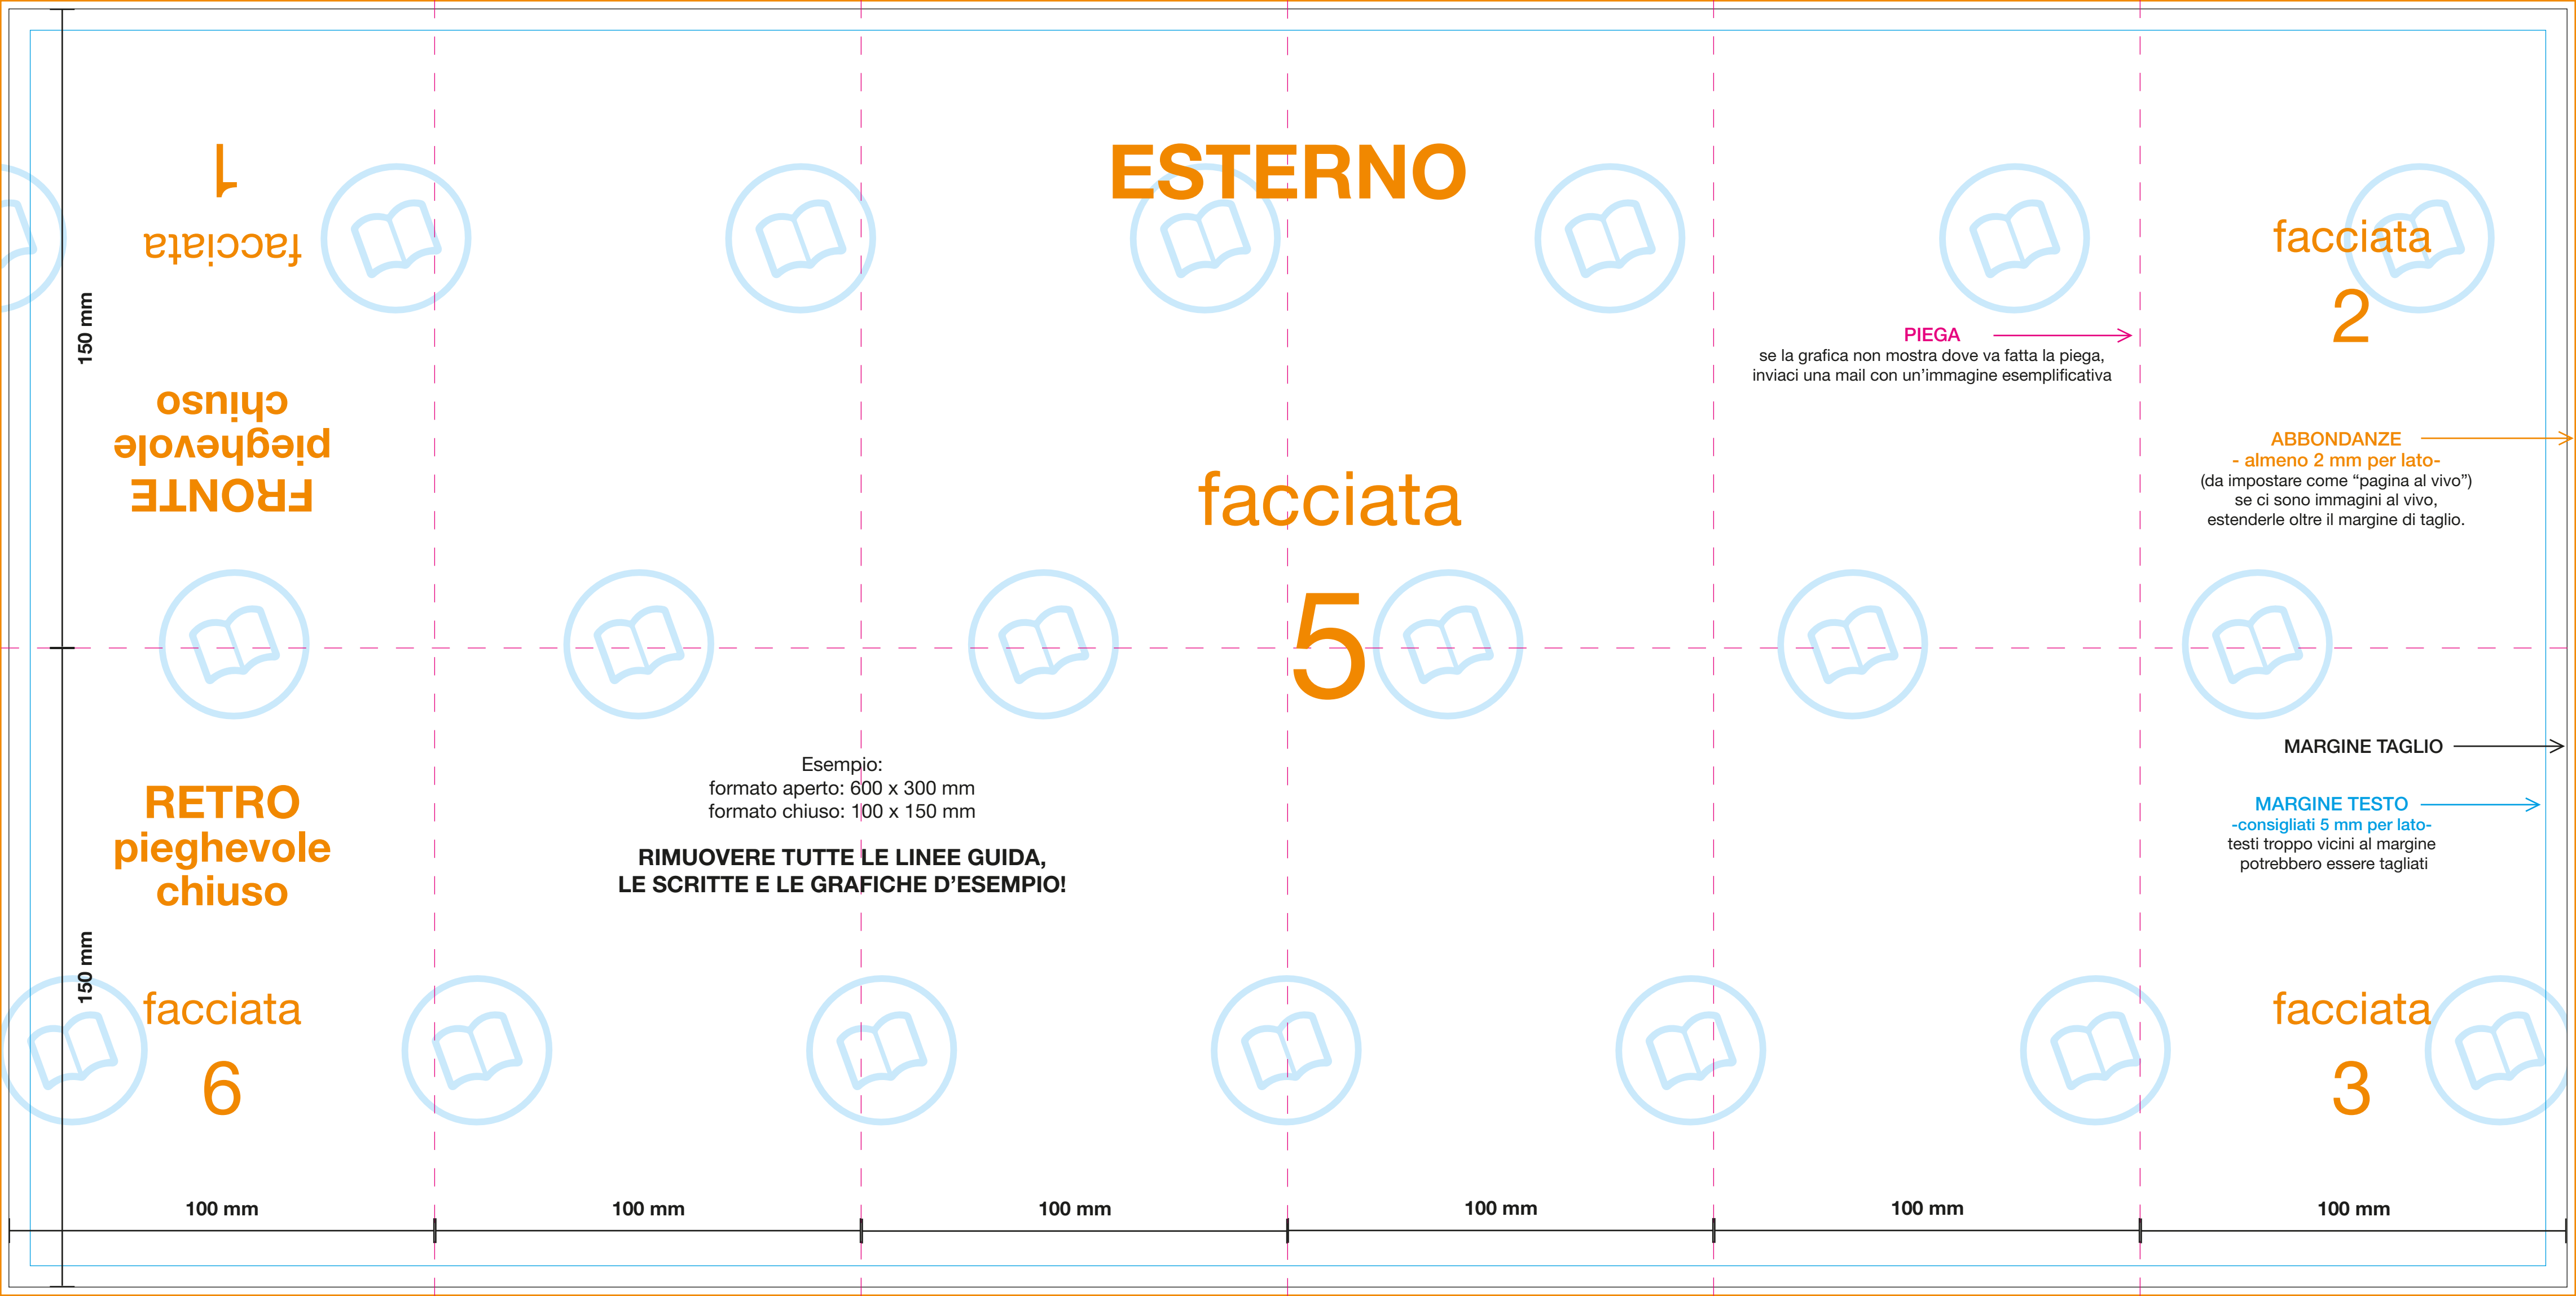 ESTERNO
1
facciata
chiuso
pieghevole
FRONTE
150 mm
facciata
2
PIEGA
se la grafica non mostra dove va fatta la piega,
inviaci una mail con un’immagine esemplificativa
ABBONDANZE
- almeno 2 mm per lato-
(da impostare come “pagina al vivo”)
se ci sono immagini al vivo,
estenderle oltre il margine di taglio.
facciata
5
MARGINE TAGLIO
MARGINE TESTO
-consigliati 5 mm per lato-
testi troppo vicini al margine
potrebbero essere tagliati
Esempio:
formato aperto: 600 x 300 mm
formato chiuso: 100 x 150 mm
RIMUOVERE TUTTE LE LINEE GUIDA,
LE SCRITTE E LE GRAFICHE D’ESEMPIO!
RETRO
pieghevole
chiuso
150 mm
facciata
6
facciata
3
100 mm
100 mm
100 mm
100 mm
100 mm
100 mm